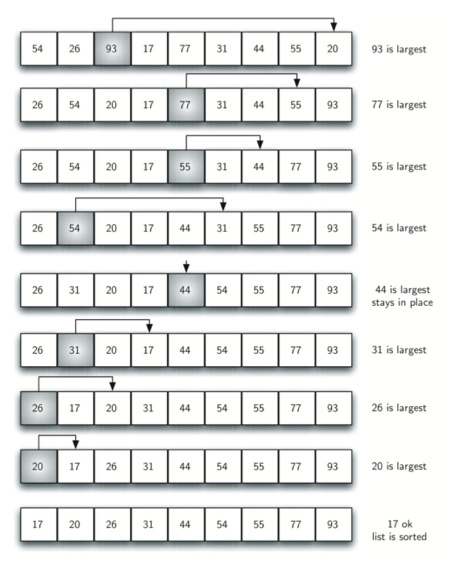 54 26 93 17 77 31 44 55 20 93 is largest
26 54 20 17 77 31 44 55 93 77 is largest
26 54 20 17 55 31 44 77 93 55 is largest
26 54 20 17 44 31 55 77 93 54 is largest
26 31 20 17 44 54 55 77 93 44 is largest
stays in place
26 31 20 17 44 54 55 77 93 31 is largest
26 17 20 31 44 54 55 77 93 26 is largest
20 17 26 31 44 54 55 77 93 20 is largest
17 20 26 31 44 54 55 77 93 17 ok
list is sorted